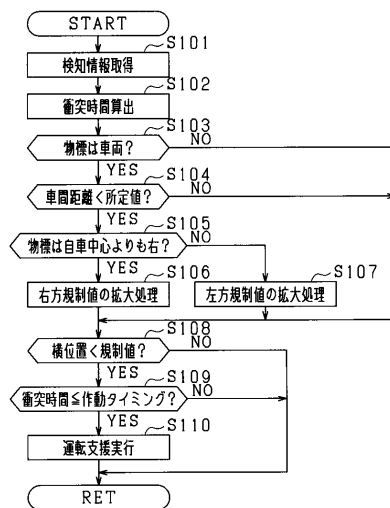 START
S101
検知情報取得
S102
衝突時間算出
S103
物標は車両?
NO
YES
S104
車間距離<所定値?
NO
YES
S105
物標は自車中心よりも右?
NO
YES
S106
右方規制値の拡大処理
S107
左方規制値の拡大処理
S108
横位置<規制値?
NO
YES
S109
衝突時間≦作動タイミング?
NO
YES
S110
運転支援実行
RET